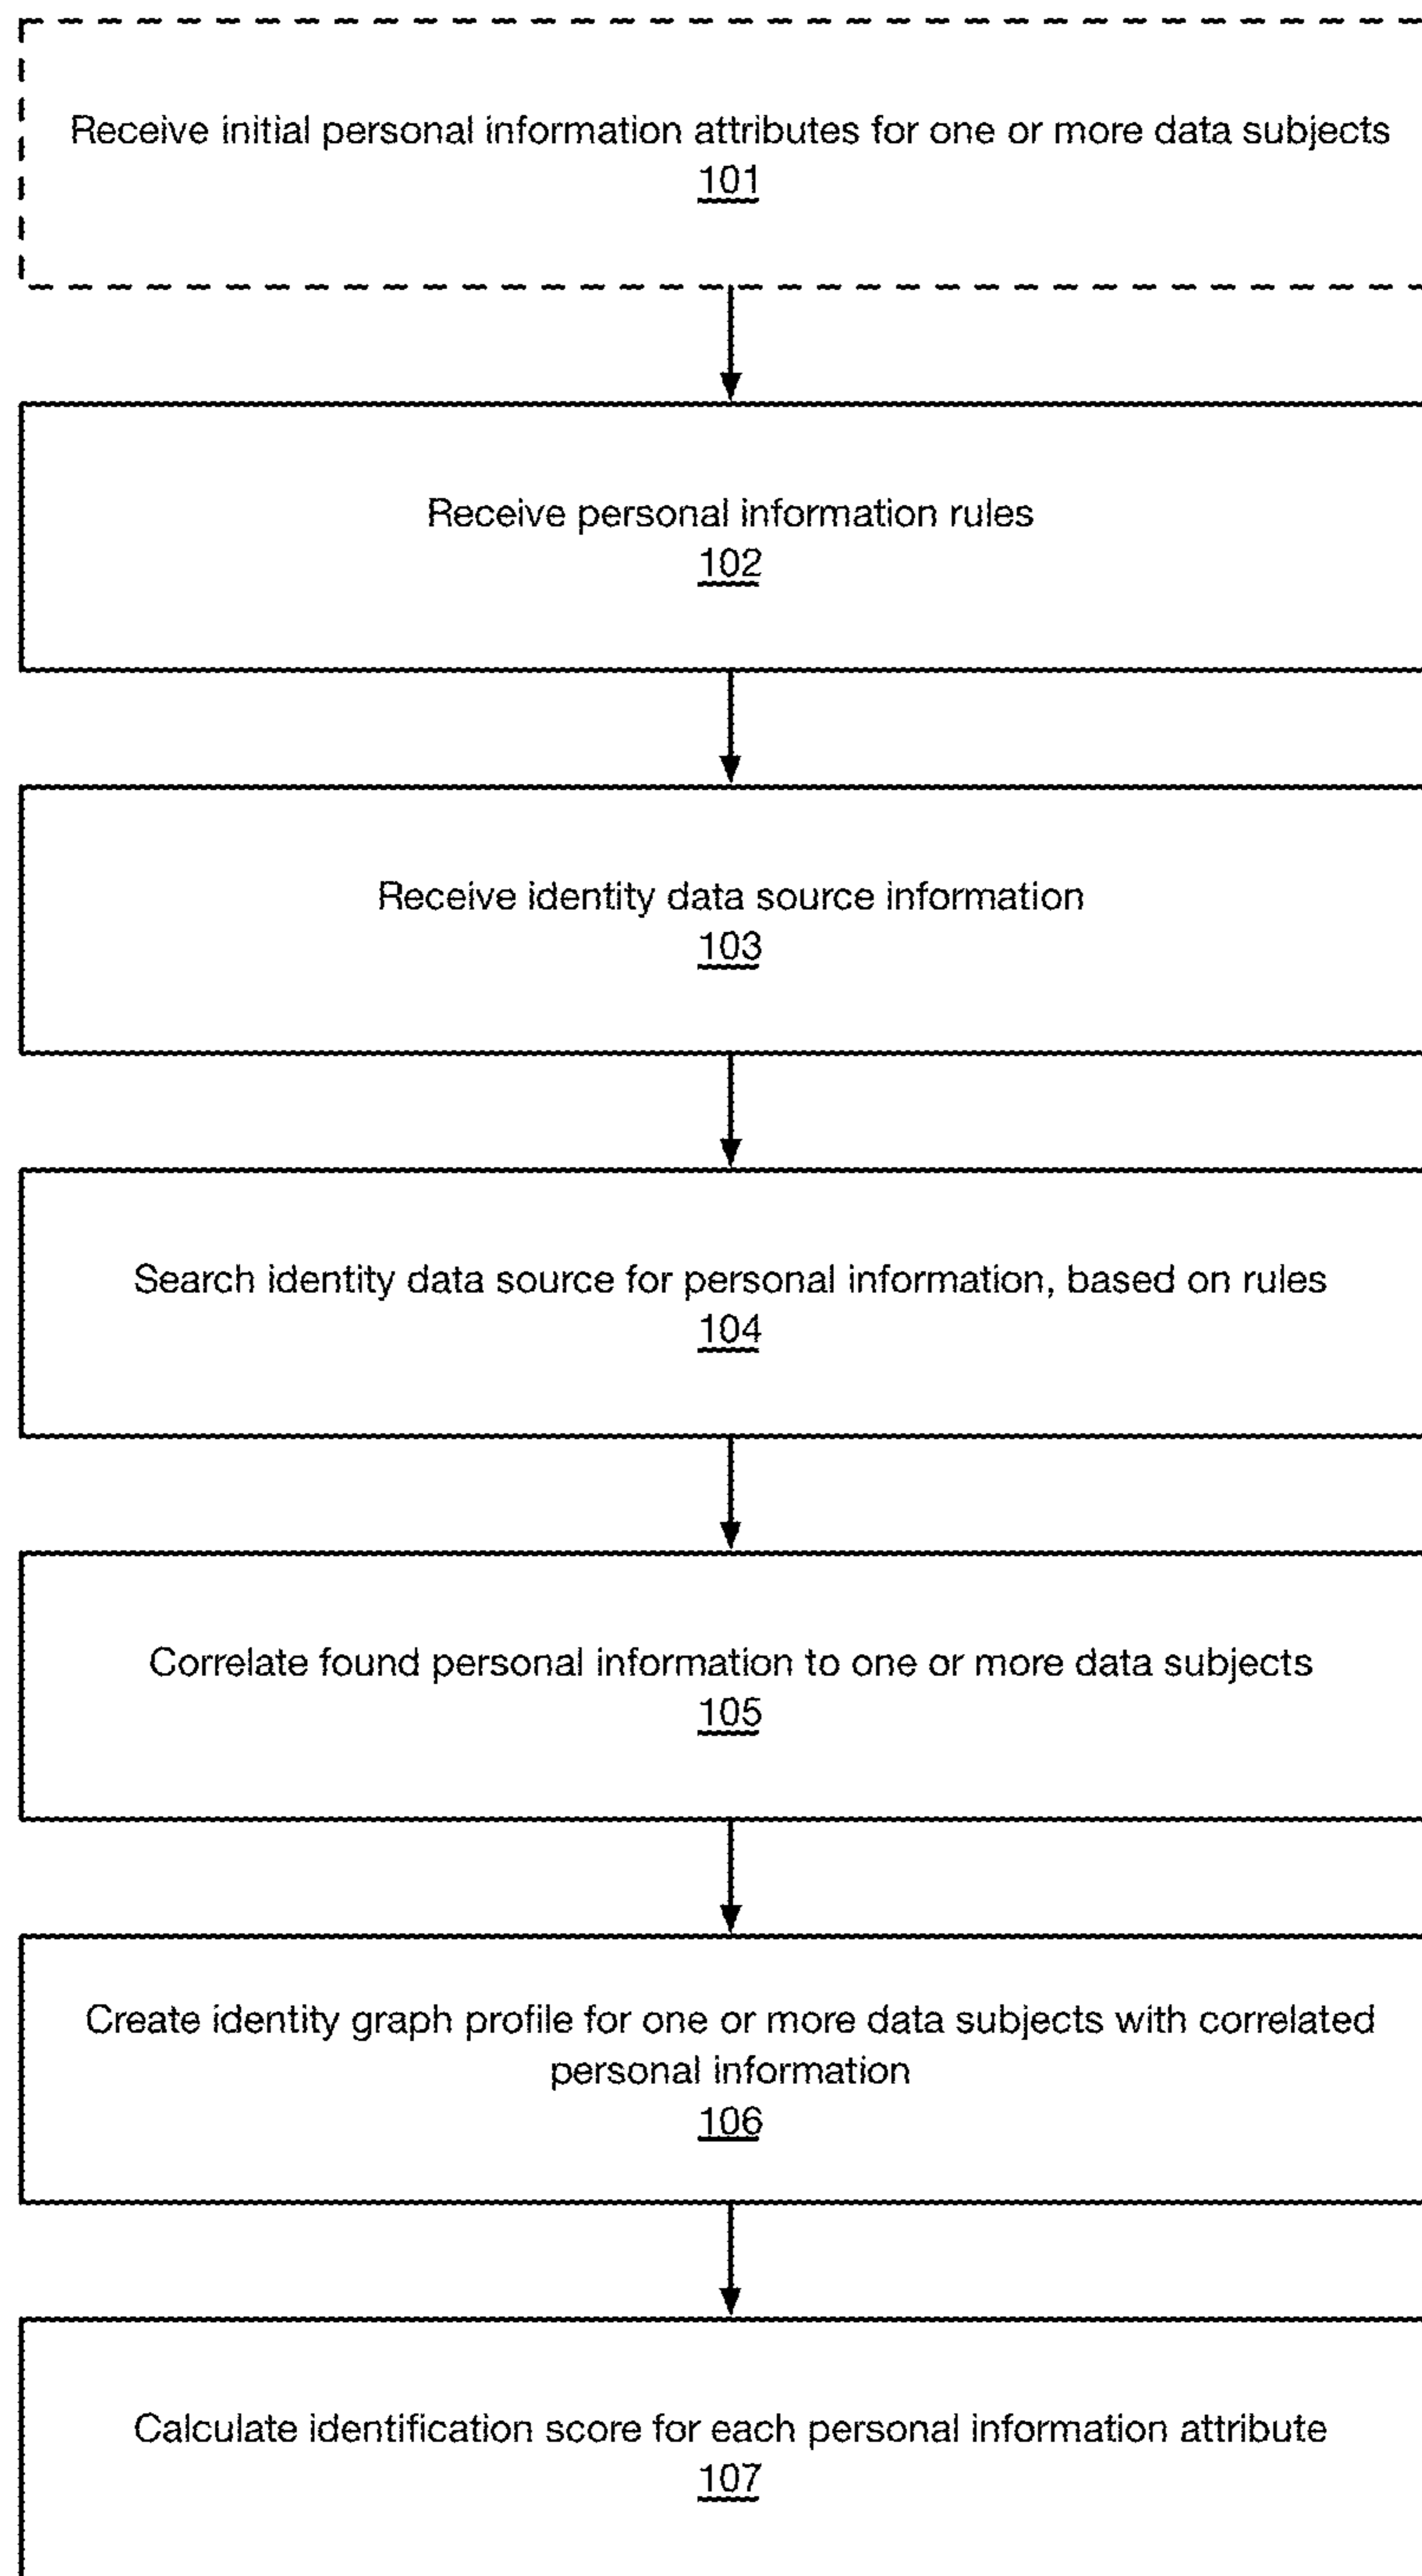 Receive initial personal information attributes for one or more data subjects
101
Receive personal information rules
102
Receive identity data source information
103
Search identity data source for personal information, based on rules
104
Correlate found personal information to one or more data subjects
105
Create identity graph profile for one or more data subjects with correlated
personal information
106
Calculate identification score for each personal information attribute
107